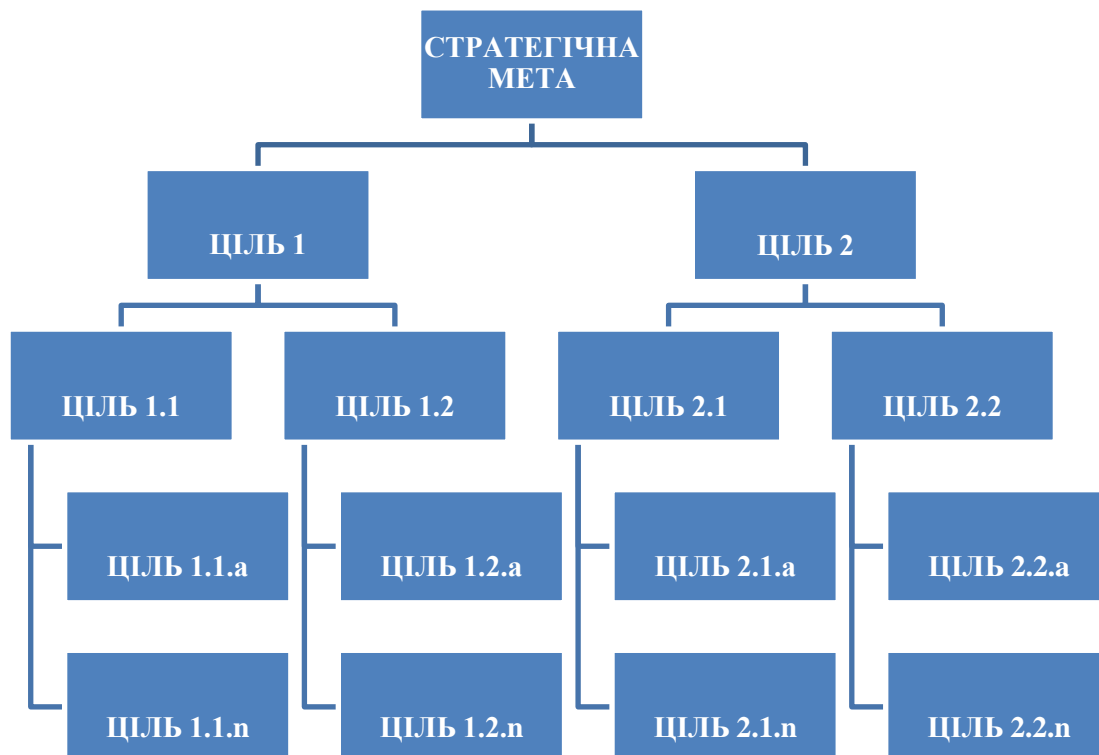 СТРАТЕГІЧНА
МЕТА
ЦІЛЬ 1
ЦІЛЬ 2
ЦІЛЬ 1.1
ЦІЛЬ 1.2
ЦІЛЬ 2.1
ЦІЛЬ 2.2
ЦІЛЬ 1.1.а
ЦІЛЬ 1.2.а
ЦІЛЬ 2.1.а
ЦІЛЬ 2.2.а
ЦІЛЬ 1.1.n
ЦІЛЬ 1.2.n
ЦІЛЬ 2.1.n
ЦІЛЬ 2.2.n